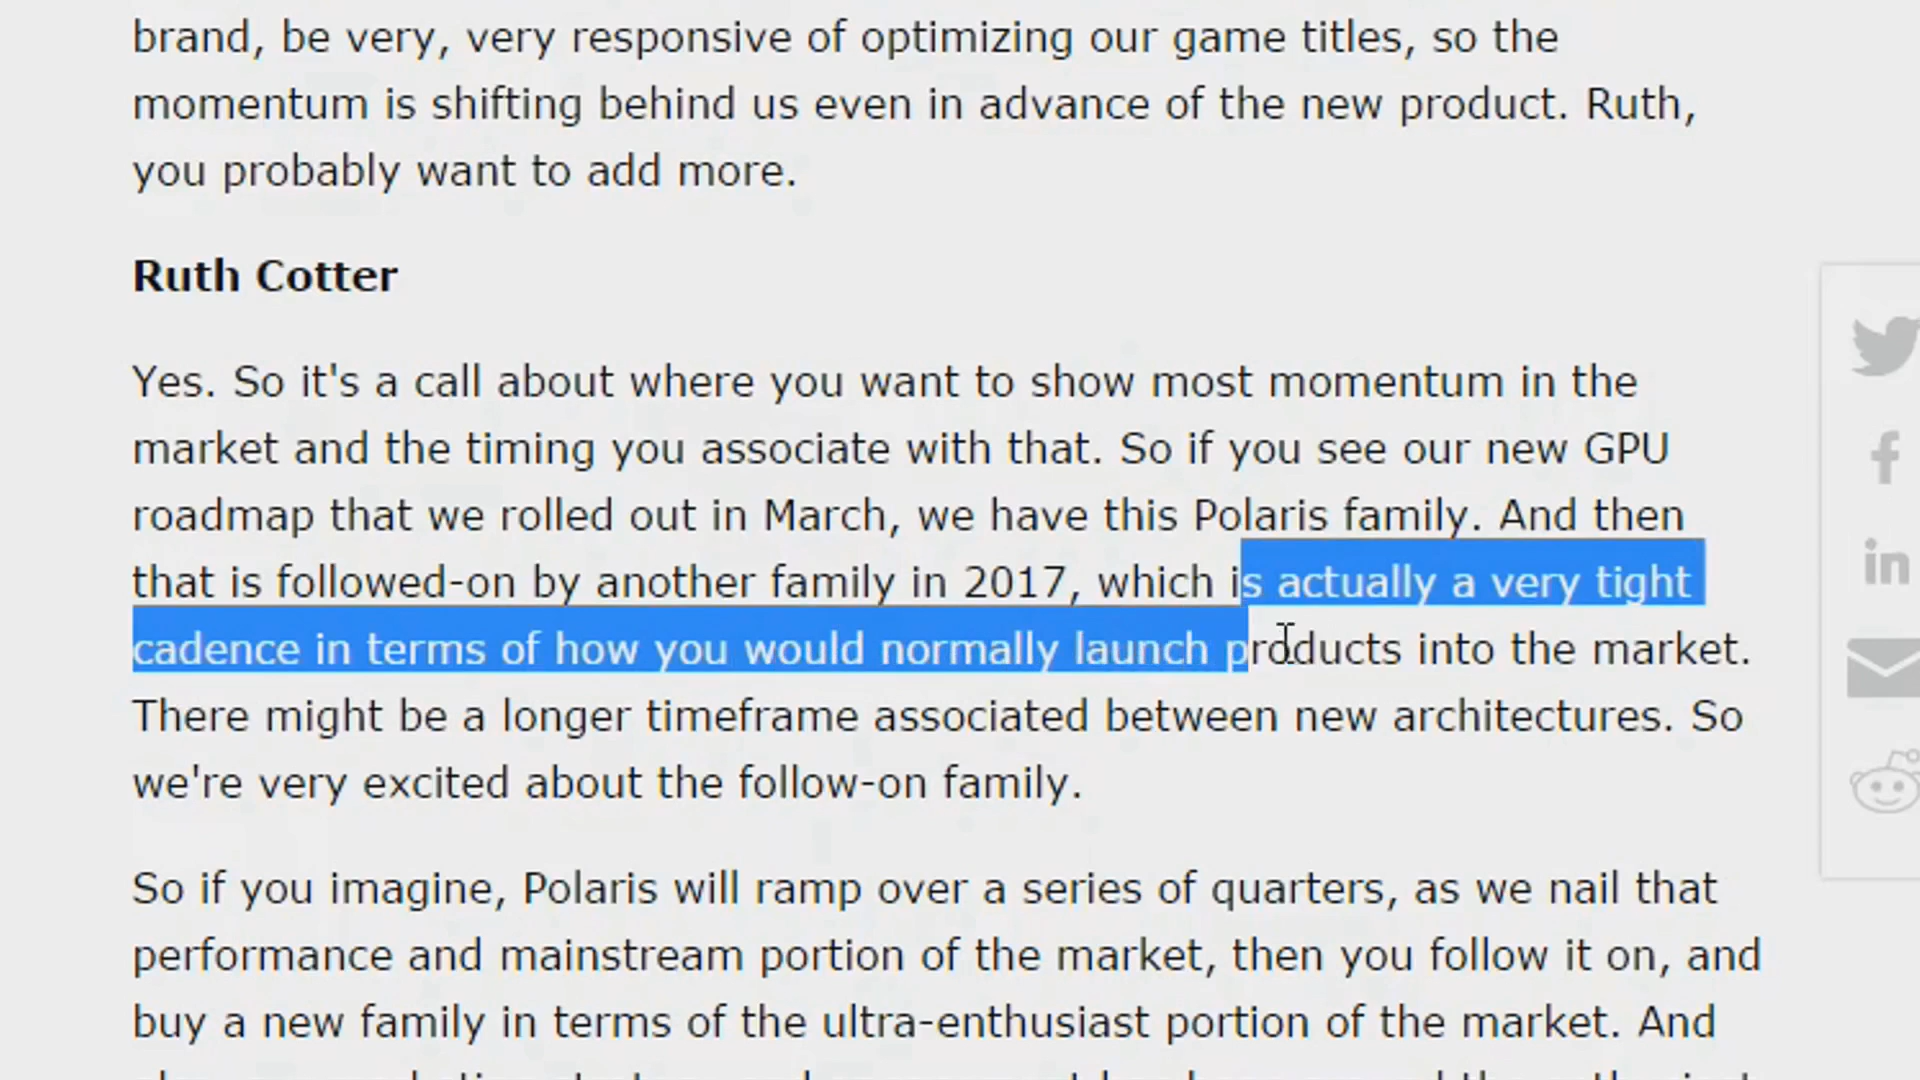 brand, be very, very responsive of optimizing our game titles, so the
momentum is shifting behind us even in advance of the new product. Ruth,
you probably want to add more.
Ruth Cotter
Yes. So it's a call about where you want to show most momentum in the
market and the timing you associate with that. So if you see our new GPU
roadmap that we rolled out in March, we have this Polaris family. And then
that is followed-on by another family in 2017, which is actually a very tight
cadence in terms of how you would normally launch products into the market.
There might be a longer timeframe associated between new architectures. So
we're very excited about the follow-on family.
So if you imagine, Polaris will ramp over a series of quarters, as we nail that
performance and mainstream portion of the market, then you follow it on, and
buy a new family in terms of the ultra-enthusiast portion of the market. And